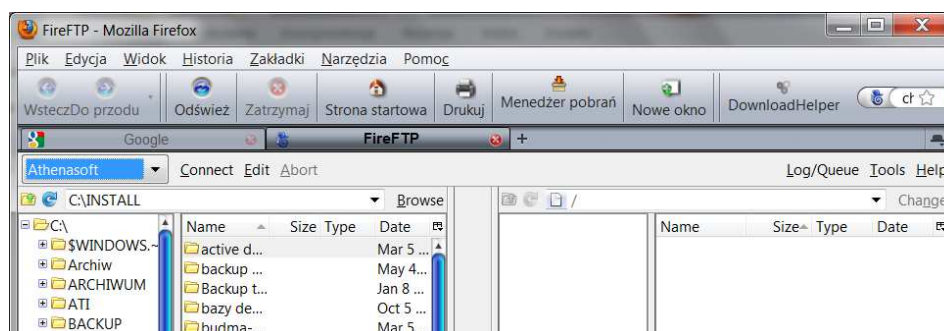 FireFTP - Mozilla Firefox
Plik Edycja Widok Historia Zakładki Narzędzia Pomoc
Wstecz Do przodu Odśwież Zatrzymaj Strona startowa Drukuj Menedżer pobrań Nowe okno DownloadHelper
Google FireFTP +
Athenasoft Connect Edit Abort Log/Queue Tools Help
C:\INSTALL Browse / Change
C:\ Name Size Type Date Name Size Type Date
$WINDOWS.~ active d... Mar 5 ...
Archiw backup ... May 4...
ARCHIWUM Backup t... Jan 8 ...
ATI bazy de... Oct 5 ...
BACKUP budma- Mar 5